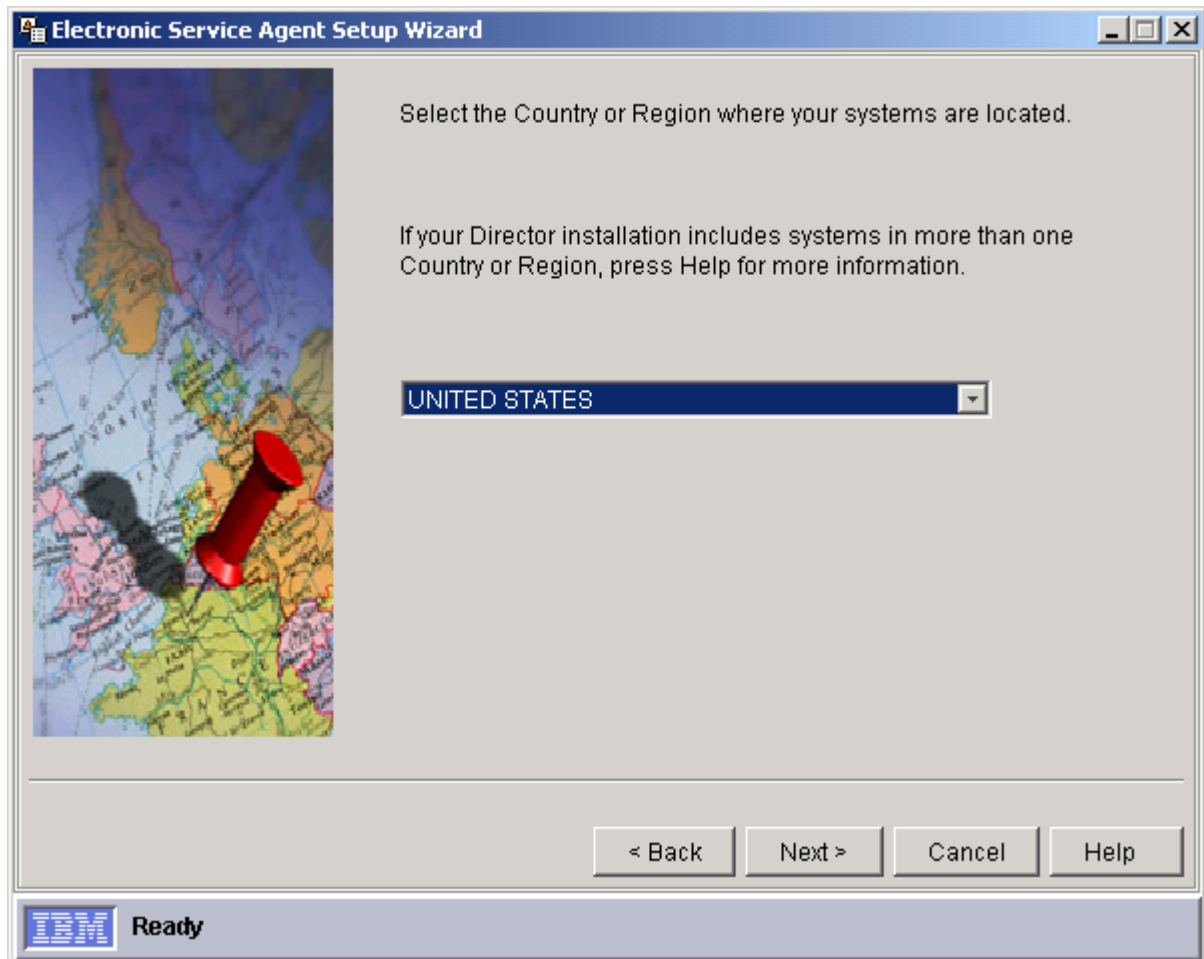 Electronic Service Agent Setup Wizard
Select the Country or Region where your systems are located.
If your Director installation includes systems in more than one
Country or Region, press Help for more information.
UNITED STATES
< Back
Next >
Cancel
Help
IBM
Ready